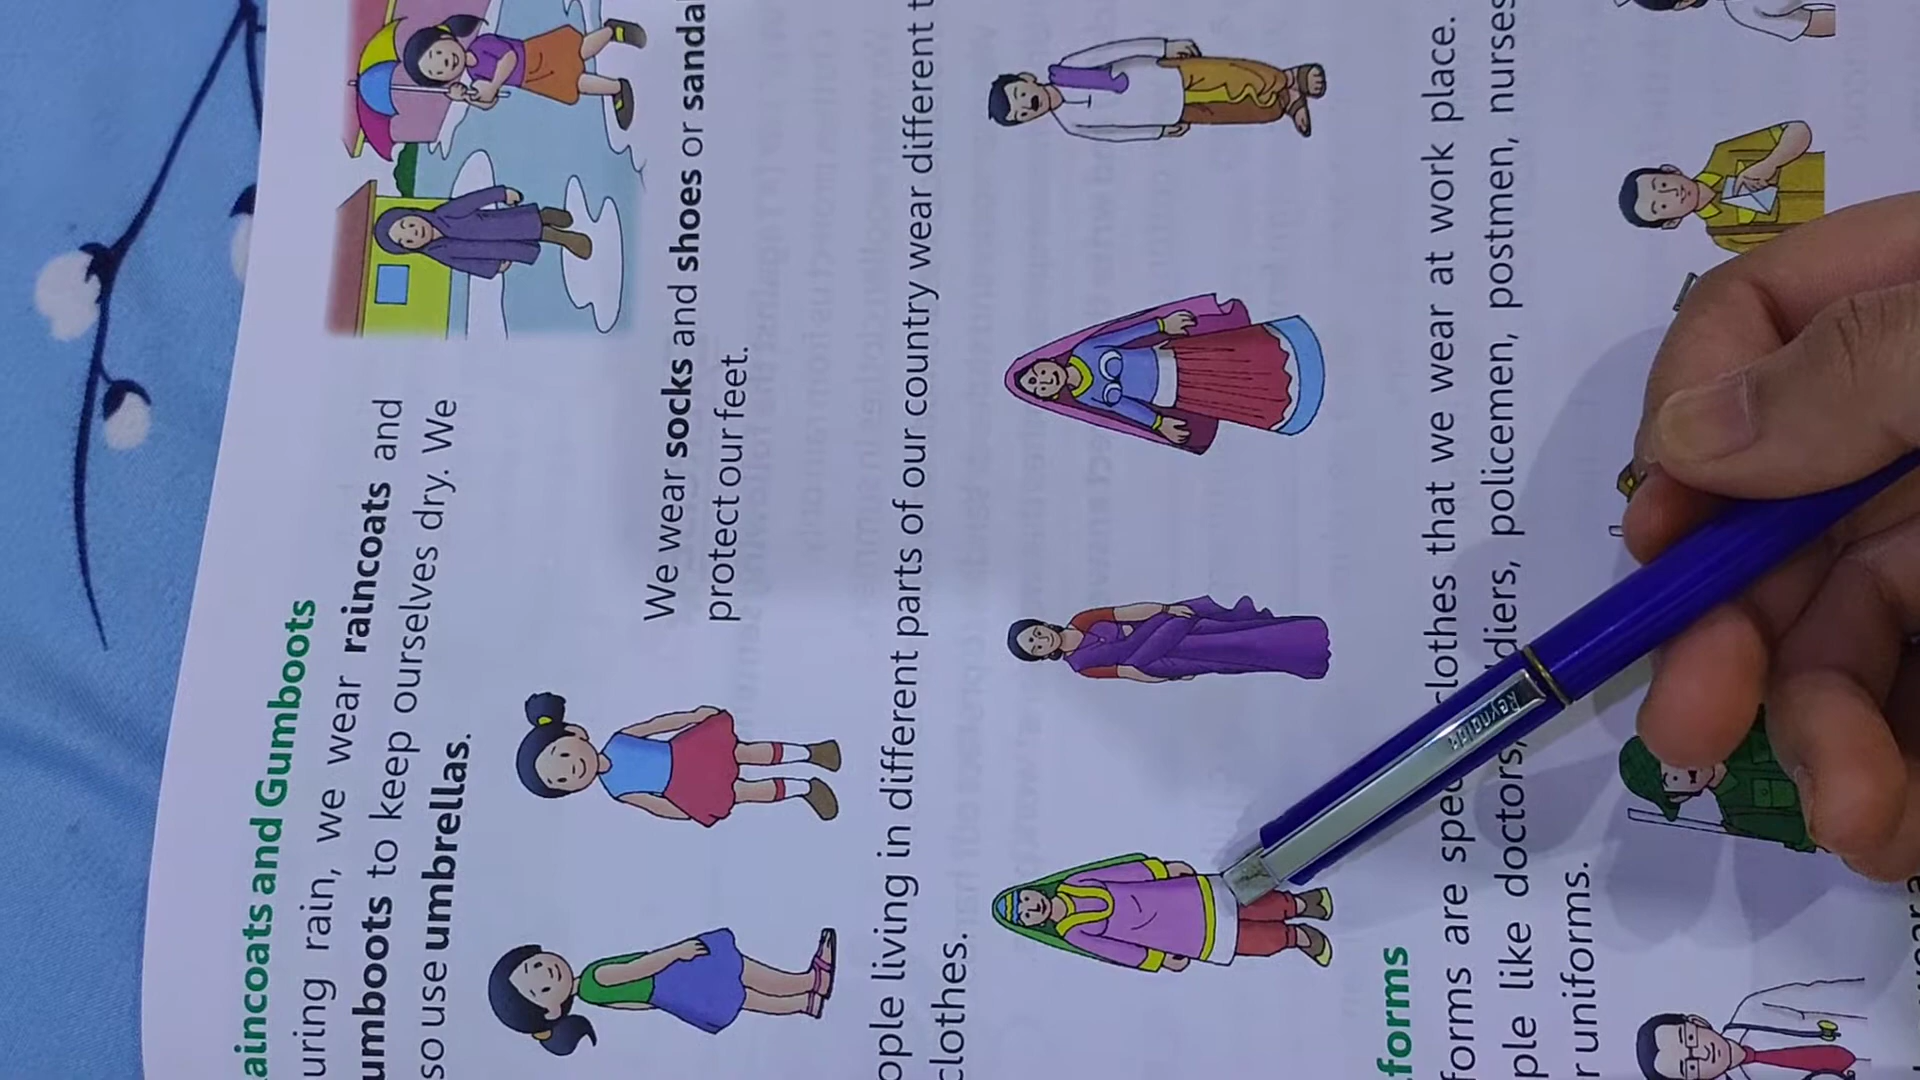 aincoats and Gumboots
uring rain, we wear raincoats and
umboots to keep ourselves dry. We
so use umbrellas.
We wear socks and shoes or sanda
protect our feet.
ople living in different parts of our country wear different t
clothes.
forms
forms are spec clothes that we wear at work place.
ple like doctors, diers, policemen, postmen, nurses
r uniforms.
Reynolds